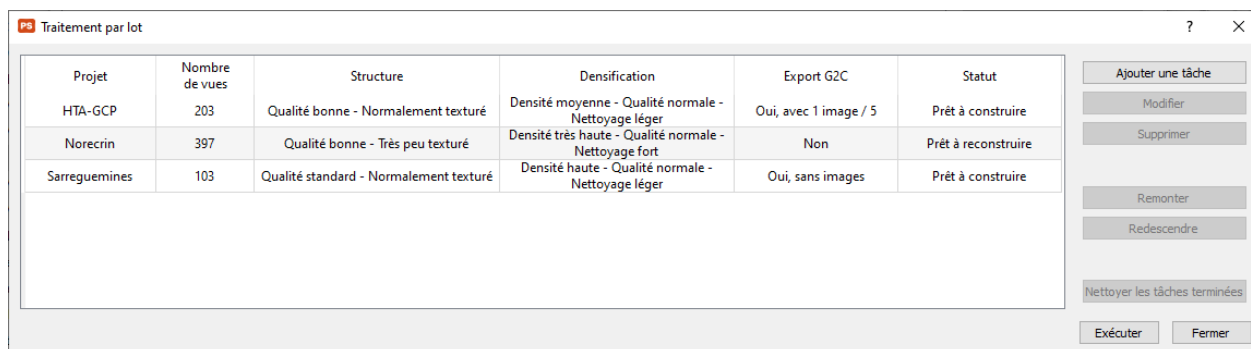 PS Traitement par lot ? X
Projet Nombre de vues Structure Densification Export G2C Statut
HTA-GCP 203 Qualité bonne - Normalement texturé Densité moyenne - Qualité normale - Nettoyage léger Oui, avec 1 image / 5 Prêt à construire
Norecrin 397 Qualité bonne - Très peu texturé Densité très haute - Qualité normale - Nettoyage fort Non Prêt à reconstruire
Sarreguemines 103 Qualité standard - Normalement texturé Densité haute - Qualité normale - Nettoyage léger Oui, sans images Prêt à construire
Ajouter une tâche
Modifier
Supprimer
Remonter
Redescendre
Nettoyer les tâches terminées
Exécuter Fermer